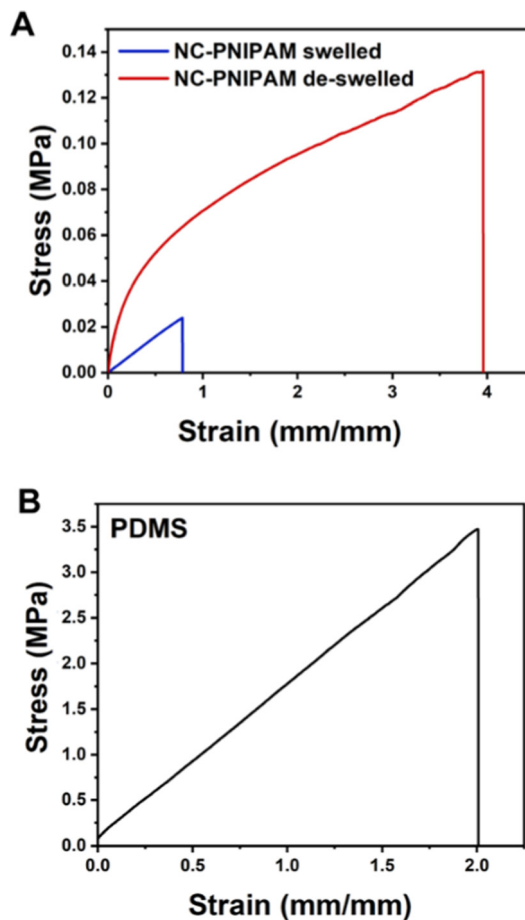 A
NC-PNIPAM swelled
NC-PNIPAM de-swelled
Stress (MPa)
0.14
0.12
0.10
0.08
0.06
0.04
0.02
0.00
0 1 2 3 4
Strain (mm/mm)
B
PDMS
Stress (MPa)
3.5
3.0
2.5
2.0
1.5
1.0
0.5
0.0
0.0 0.5 1.0 1.5 2.0
Strain (mm/mm)